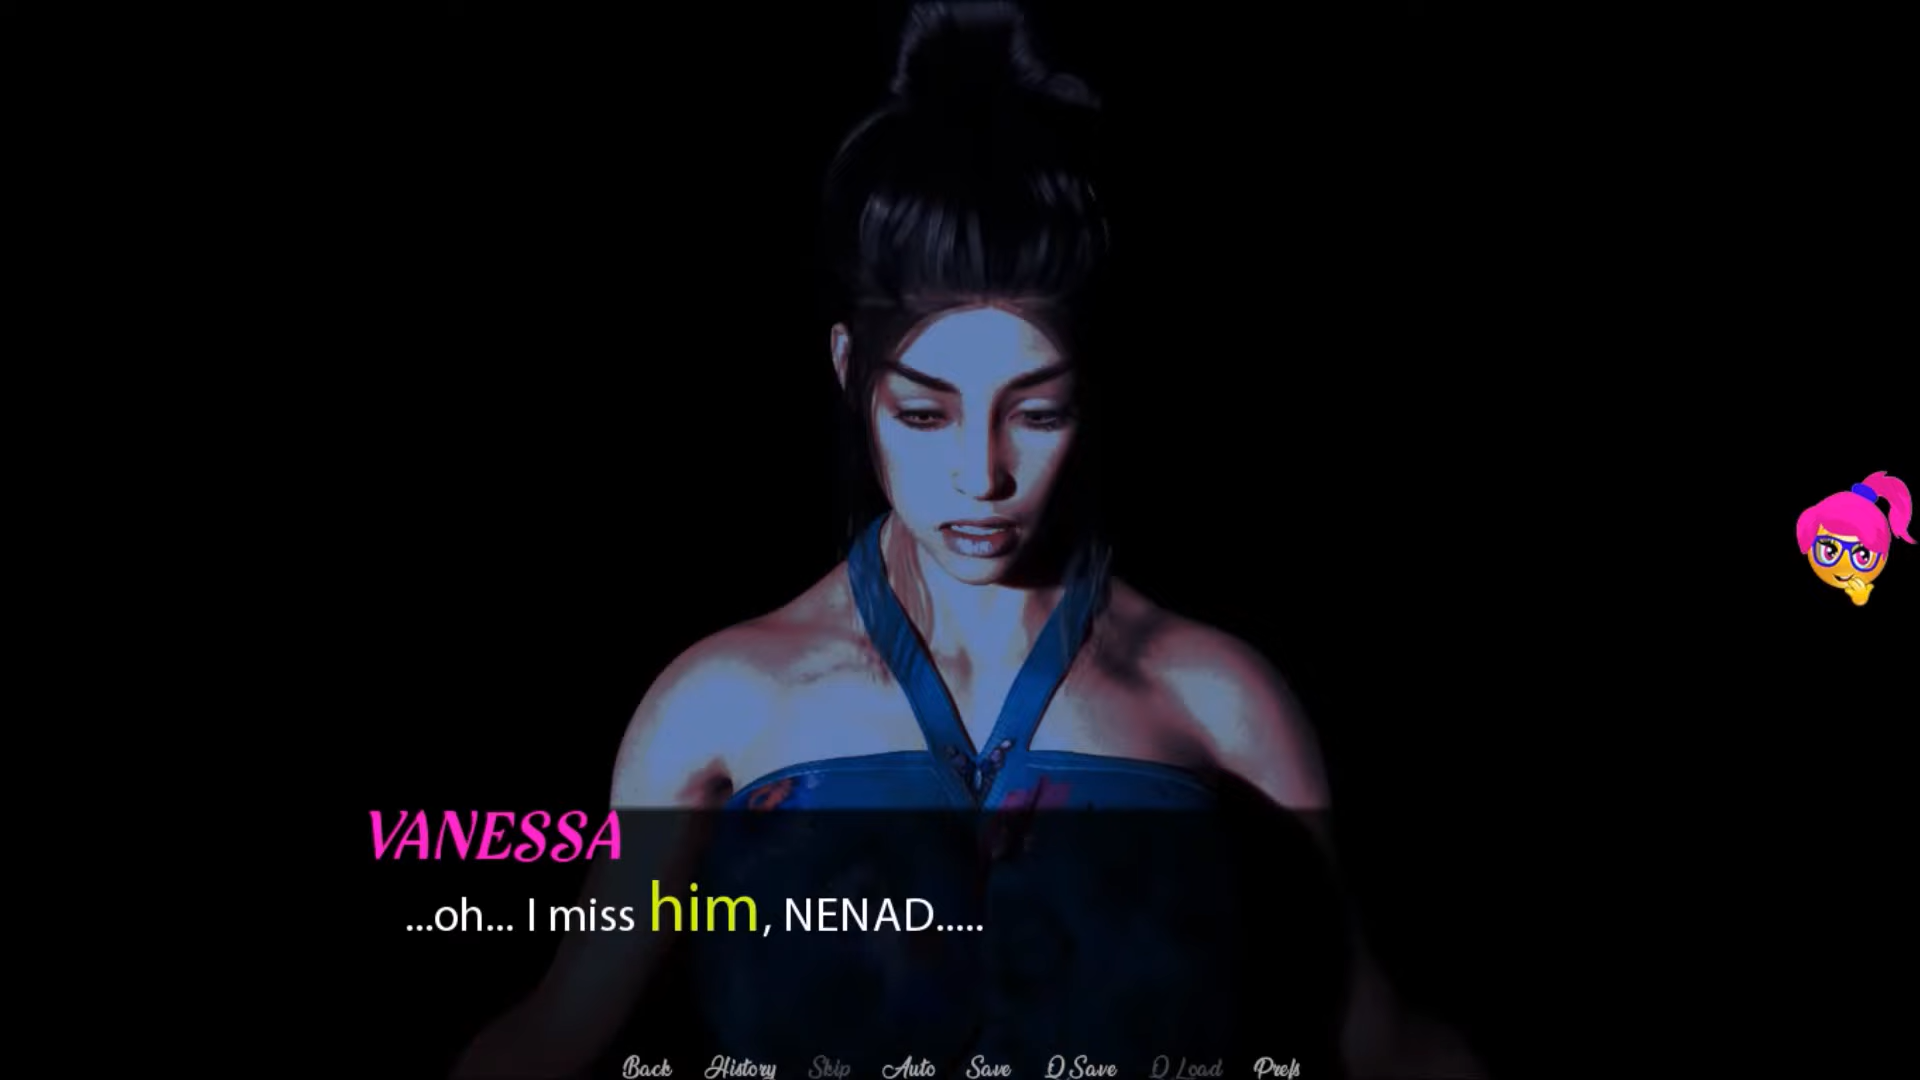 VANESSA
...oh... I miss him, NENAD.....
Back History Skip Auto Save Q.Save Q.Load Prefs